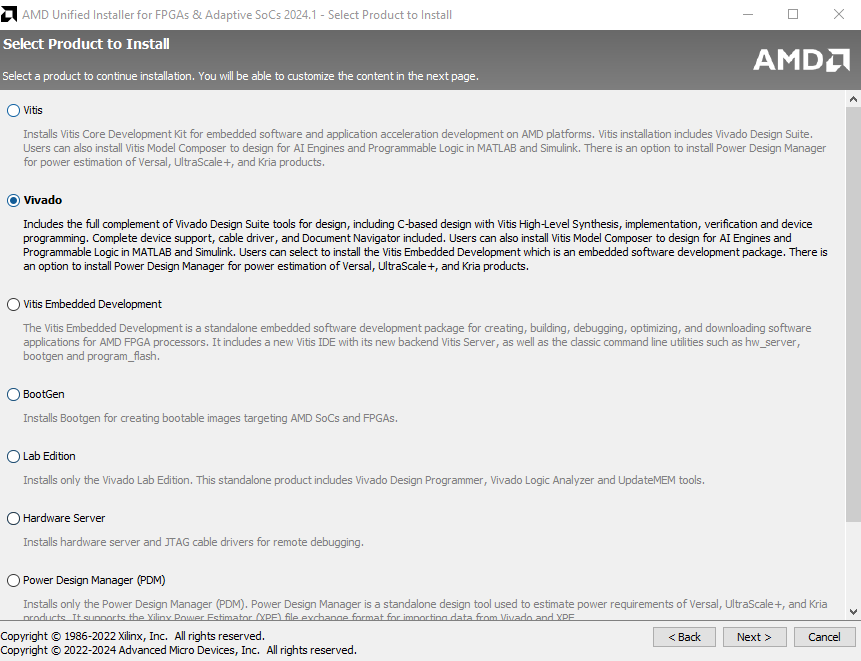 AMD Unified Installer for FPGAs & Adaptive SoCs 2024.1 - Select Product to Install
Select Product to Install
Select a product to continue installation. You will be able to customize the content in the next page.
AMD
Vitis
Installs Vitis Core Development Kit for embedded software and application acceleration development on AMD platforms. Vitis installation includes Vivado Design Suite.
Users can also install Vitis Model Composer to design for AI Engines and Programmable Logic in MATLAB and Simulink. There is an option to install Power Design Manager
for power estimation of Versal, UltraScale+, and Kria products.
Vivado
Includes the full complement of Vivado Design Suite tools for design, including C-based design with Vitis High-Level Synthesis, implementation, verification and device
programming. Complete device support, cable driver, and Document Navigator included. Users can also install Vitis Model Composer to design for AI Engines and
Programmable Logic in MATLAB and Simulink. Users can select to install the Vitis Embedded Development which is an embedded software development package. There is
an option to install Power Design Manager for power estimation of Versal, UltraScale+, and Kria products.
Vitis Embedded Development
The Vitis Embedded Development is a standalone embedded software development package for creating, building, debugging, optimizing, and downloading software
applications for AMD FPGA processors. It includes a new Vitis IDE with its new backend Vitis Server, as well as the classic command line utilities such as hw_server,
bootgen and program_flash.
BootGen
Installs Bootgen for creating bootable images targeting AMD SoCs and FPGAs.
Lab Edition
Installs only the Vivado Lab Edition. This standalone product includes Vivado Design Programmer, Vivado Logic Analyzer and UpdateMEM tools.
Hardware Server
Installs hardware server and JTAG cable drivers for remote debugging.
Power Design Manager (PDM)
Installs only the Power Design Manager (PDM). Power Design Manager is a standalone design tool used to estimate power requirements of Versal, UltraScale+, and Kria
products. It supports the Xilinx Power Estimator (XPE) file exchange format for importing data from Vivado and XPE.
Copyright © 1986-2022 Xilinx, Inc. All rights reserved.
Copyright © 2022-2024 Advanced Micro Devices, Inc. All rights reserved.
< Back
Next >
Cancel